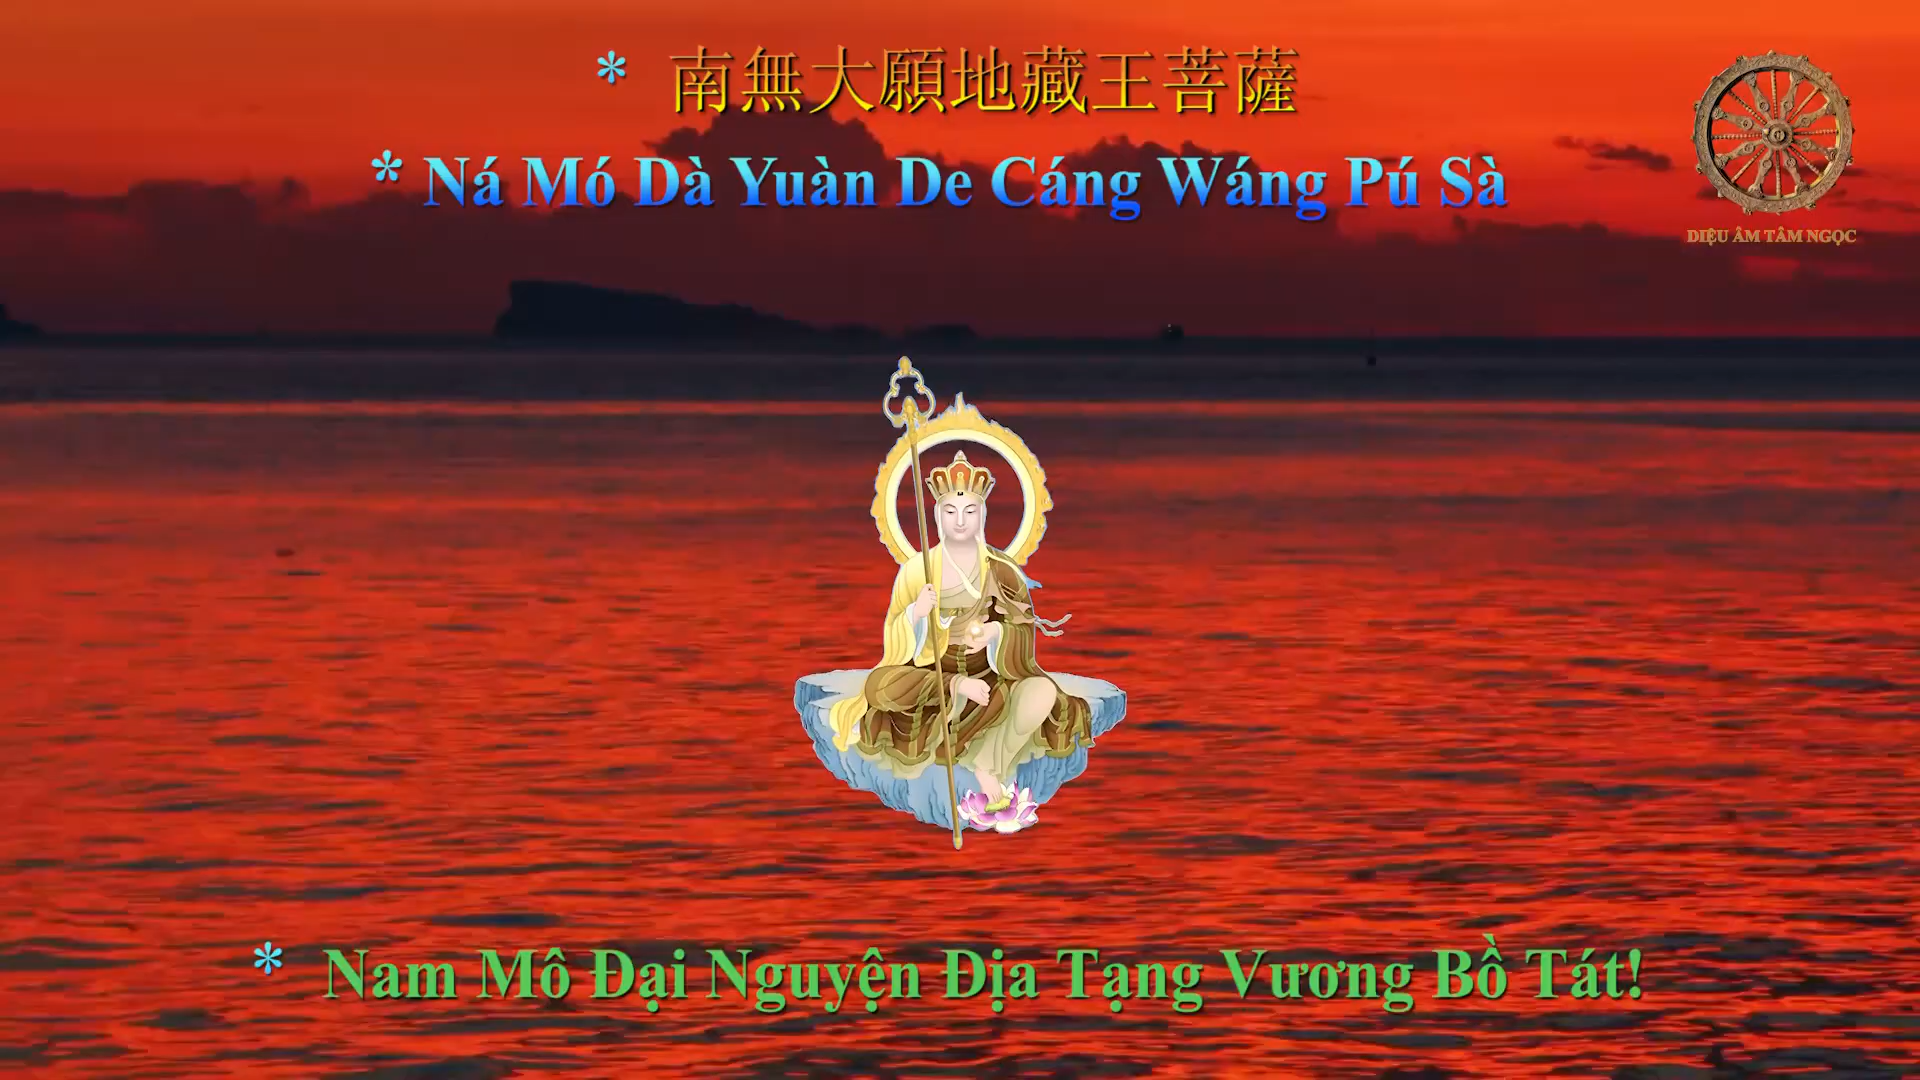 * 南無大願地藏王菩薩
* Ná Mó Dà Yuàn De Cáng Wáng Pú Sà
DIỆU ÂM TÂM NGỌC
* Nam Mô Đại Nguyện Địa Tạng Vương Bồ Tát!